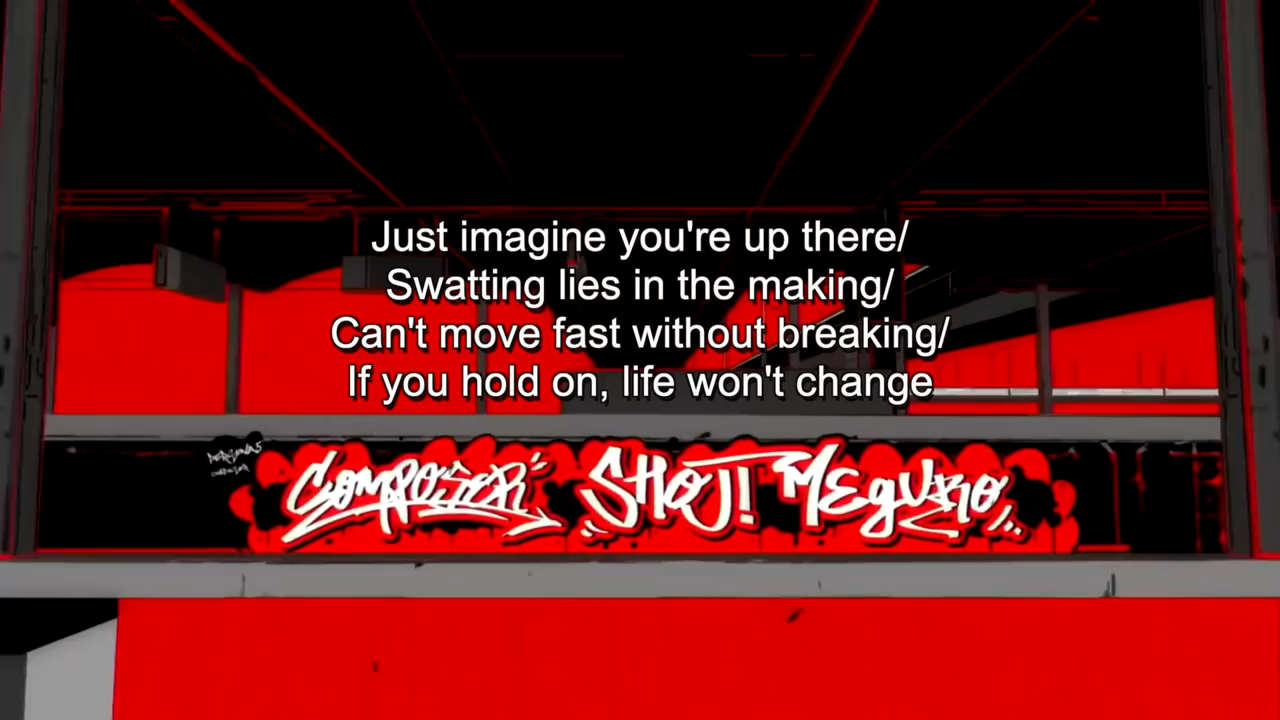 Just imagine you're up there/
Swatting lies in the making/
Can't move fast without breaking/
If you hold on, life won't change
COMPOSER SHOJI MEGURO